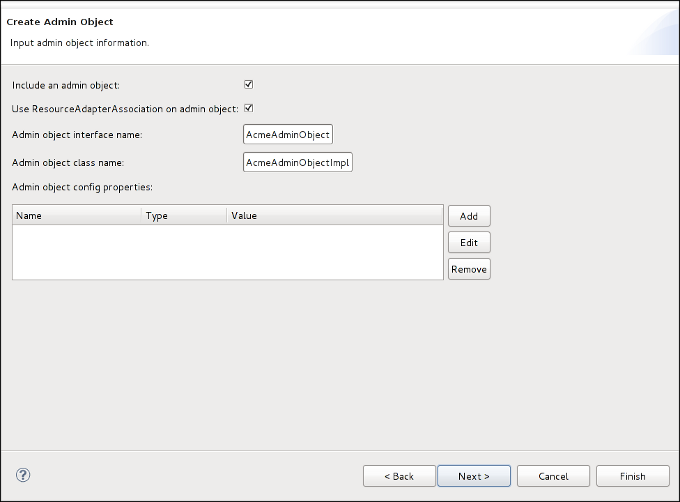 Create Admin Object
Input admin object information.
Include an admin object:
Use ResourceAdapterAssociation on admin object:
Admin object interface name: AcmeAdminObject
Admin object class name: AcmeAdminObjectImpl
Admin object config properties:
Name Type Value
Add
Edit
Remove
? < Back Next > Cancel Finish